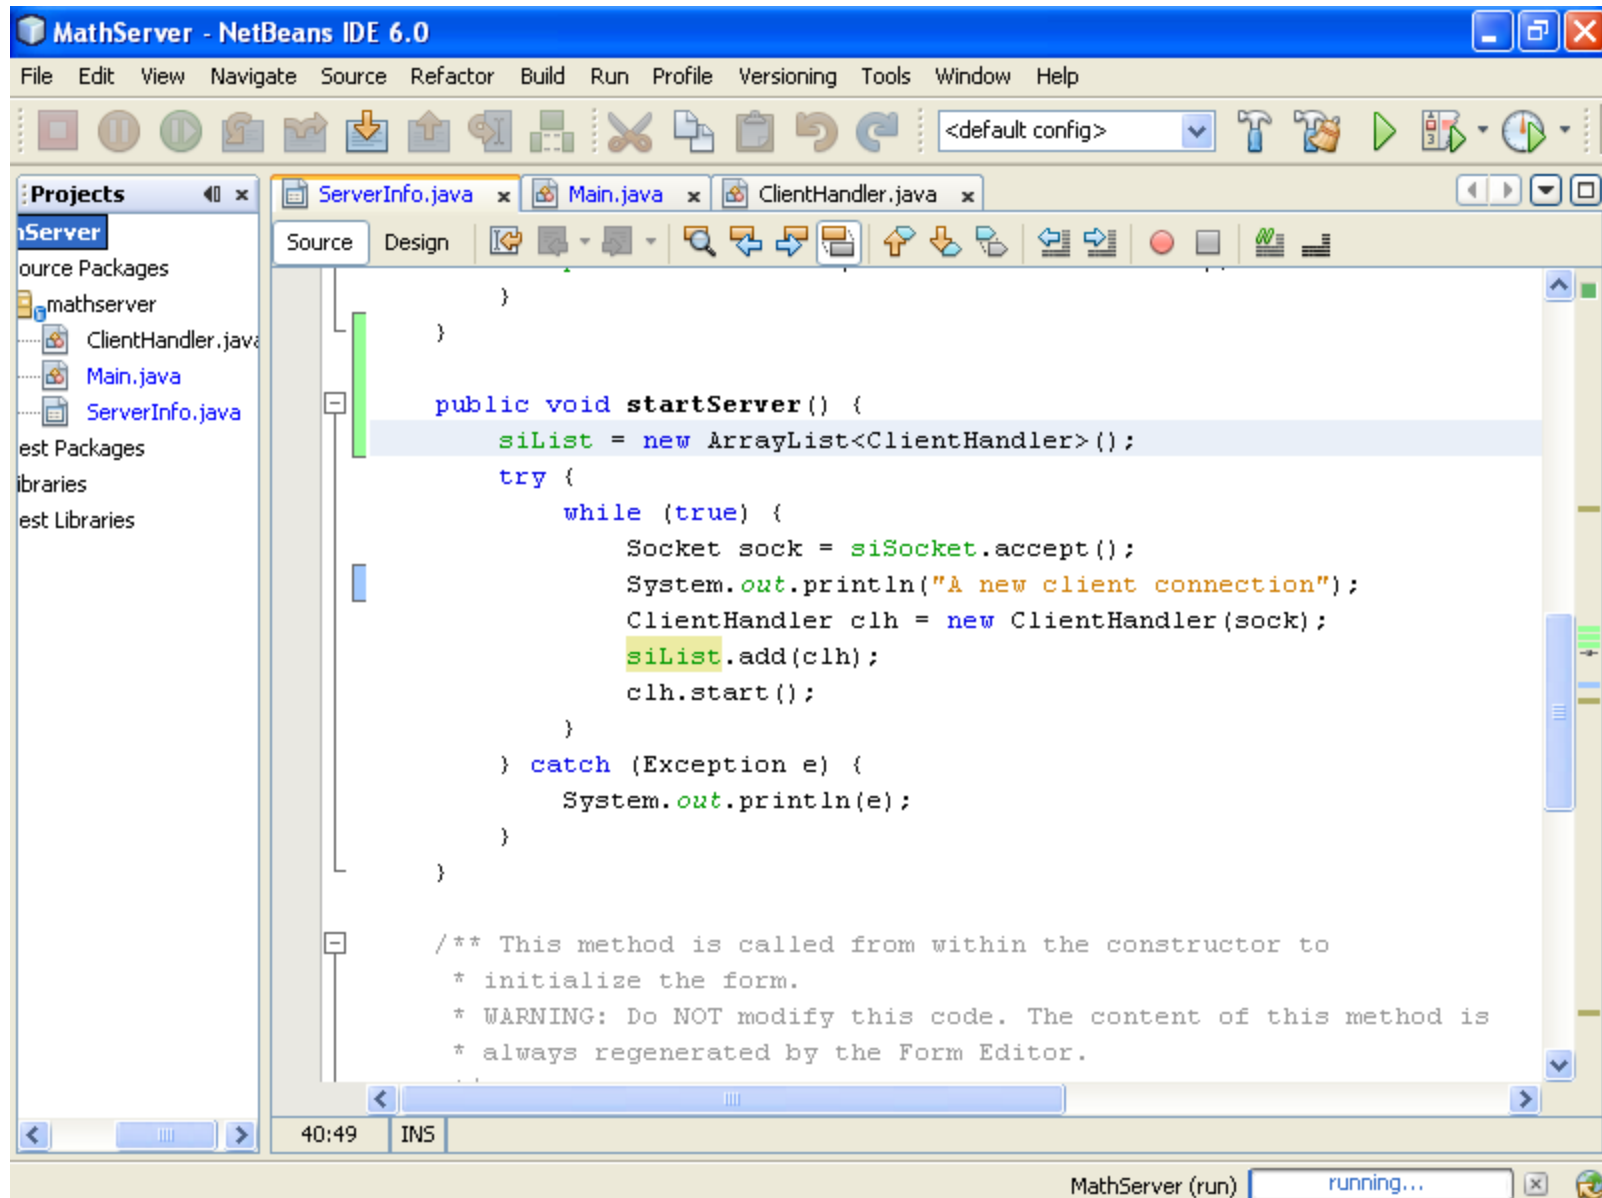 MathServer - NetBeans IDE 6.0
File Edit View Navigate Source Refactor Build Run Profile Versioning Tools Window Help
<default config>
Projects
ServerInfo.java
Main.java
ClientHandler.java
Server
Source Design
ource Packages
mathserver
ClientHandler.java
Main.java
ServerInfo.java
est Packages
ibraries
est Libraries
}
}
public void startServer() {
siList = new ArrayList<ClientHandler>();
try {
while (true) {
Socket sock = siSocket.accept();
System.out.println("A new client connection");
ClientHandler clh = new ClientHandler(sock);
siList.add(clh);
clh.start();
}
} catch (Exception e) {
System.out.println(e);
}
}
/** This method is called from within the constructor to
* initialize the form.
* WARNING: Do NOT modify this code. The content of this method is
* always regenerated by the Form Editor.
40:49 INS
MathServer (run) running...